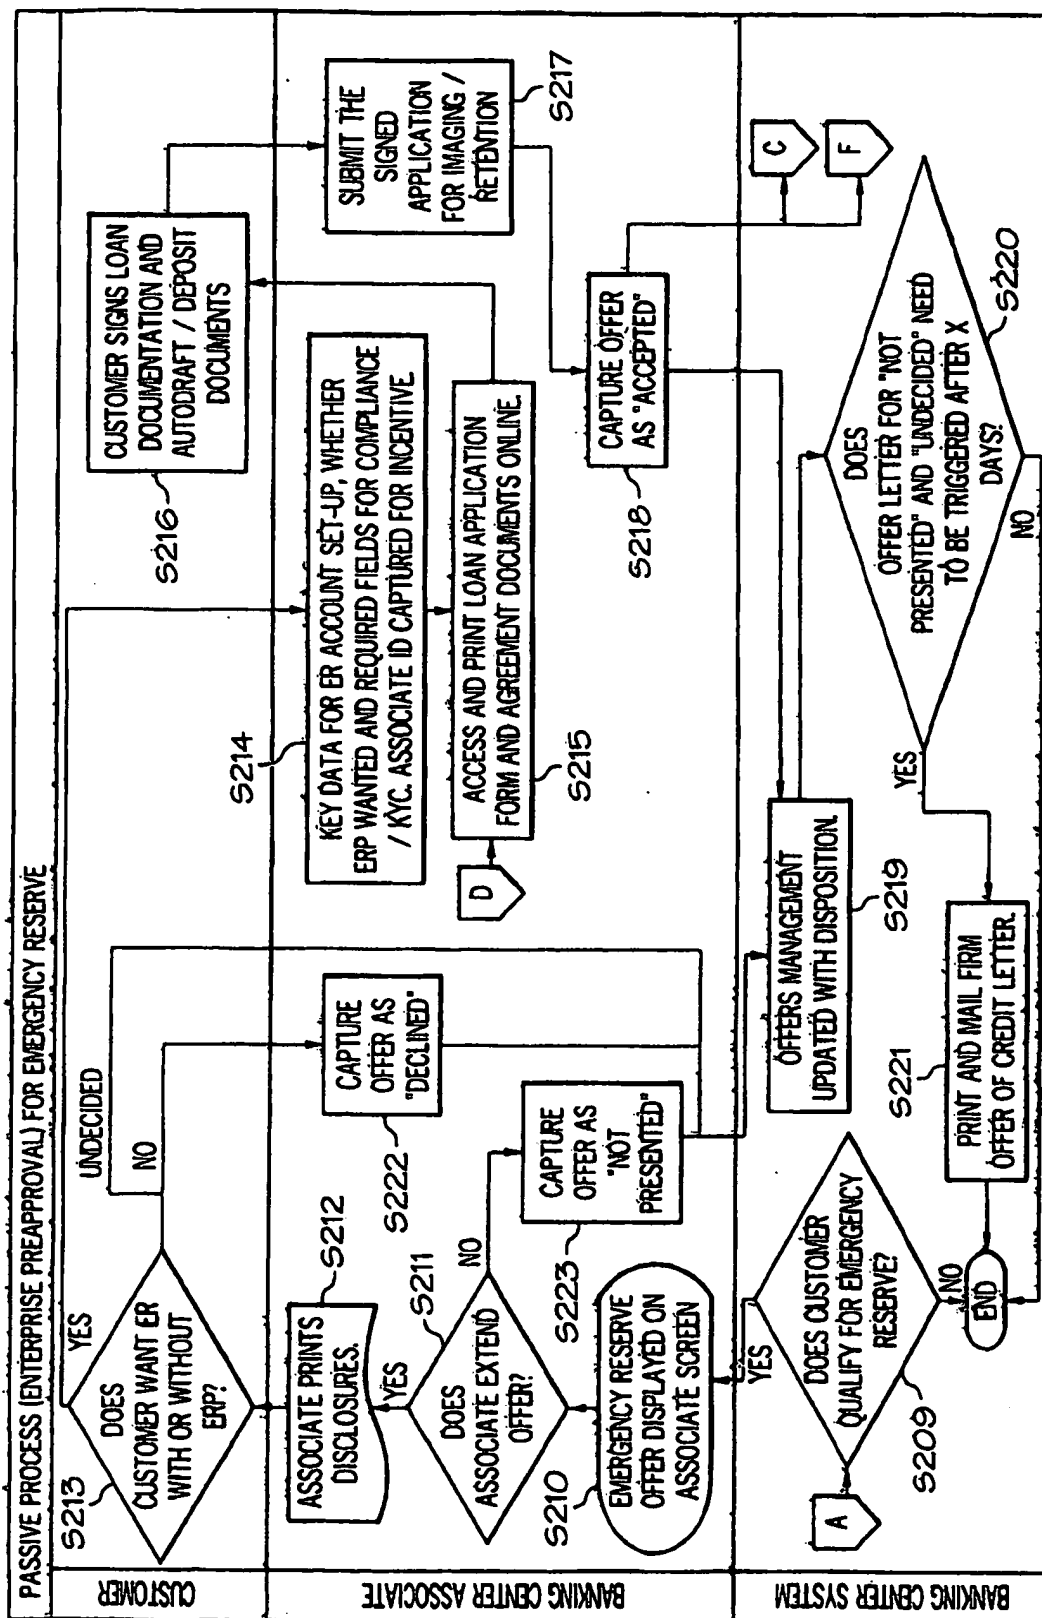 PASSIVE PROCESS (ENTERPRISE PREAPPROVAL) FOR EMERGENCY RESERVE
CUSTOMER
S213
DOES
CUSTOMER WANT ER
WITH OR WITHOUT
ERP?
YES
NO
UNDECIDED
S216
CUSTOMER SIGNS LOAN
DOCUMENTATION AND
AUTODRAFT / DEPOSIT
DOCUMENTS
BANKING CENTER ASSOCIATE
ASSOCIATE PRINTS
DISCLOSURES.
S212
YES
DOES
ASSOCIATE EXTEND
OFFER?
S211
NO
S210
EMERGENCY RESERVE
OFFER DISPLAYED ON
ASSOCIATE SCREEN
CAPTURE
OFFER AS
"DECLINED"
S222
CAPTURE
OFFER AS
"NOT
PRESENTED"
S223
S214
KEY DATA FOR ER ACCOUNT SET-UP, WHETHER
ERP WANTED AND REQUIRED FIELDS FOR COMPLIANCE
/ KYC. ASSOCIATE ID CAPTURED FOR INCENTIVE.
D
ACCESS AND PRINT LOAN APPLICATION
FORM AND AGREEMENT DOCUMENTS ONLINE.
S215
SUBMIT THE
SIGNED
APPLICATION
FOR IMAGING /
RETENTION
S217
CAPTURE OFFER
AS "ACCEPTED"
S218
BANKING CENTER SYSTEM
A
DOES CUSTOMER
QUALIFY FOR EMERGENCY
RESERVE?
S209
YES
NO
END
OFFERS MANAGEMENT
UPDATED WITH DISPOSITION.
S219
S221
PRINT AND MAIL FIRM
OFFER OF CREDIT LETTER.
YES
DOES
OFFER LETTER FOR "NOT
PRESENTED" AND "UNDECIDED" NEED
TO BE TRIGGERED AFTER X
DAYS?
S220
NO
C
F